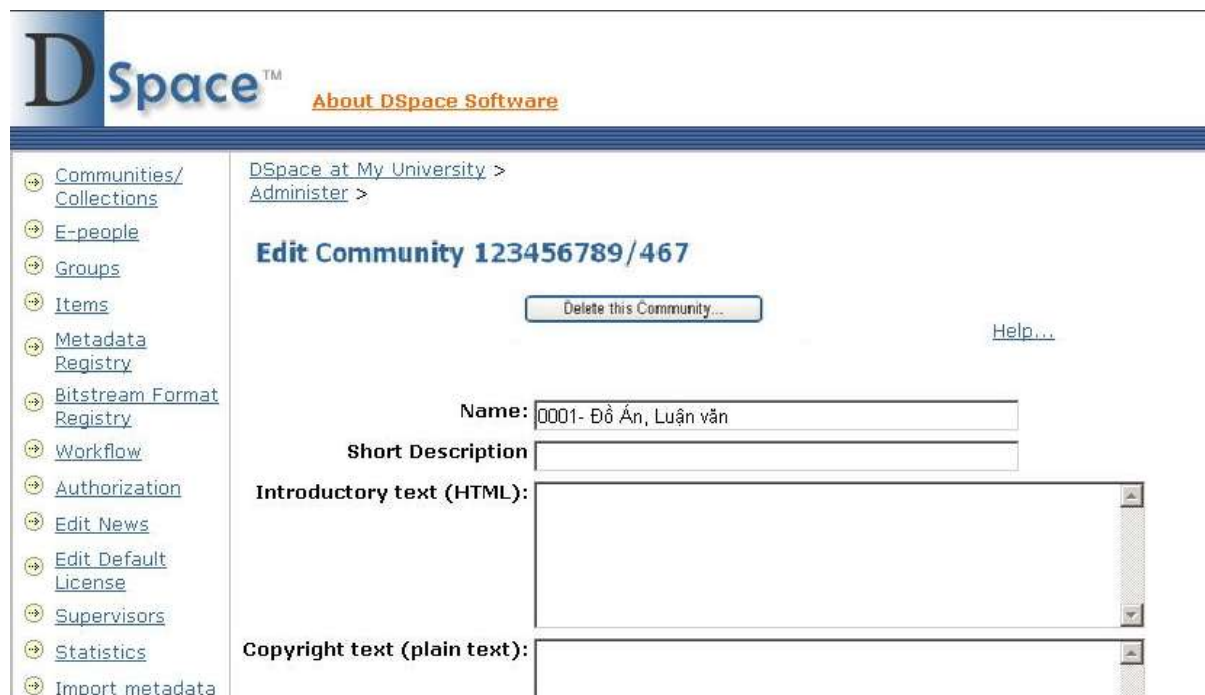 DSpace™
About DSpace Software
Communities/
Collections
E-people
Groups
Items
Metadata
Registry
Bitstream Format
Registry
Workflow
Authorization
Edit News
Edit Default
License
Supervisors
Statistics
Import metadata
DSpace at My University >
Administer >
Edit Community 123456789/467
Delete this Community...
Help...
Name: 0001- Đồ Án, Luận văn
Short Description
Introductory text (HTML):
Copyright text (plain text):